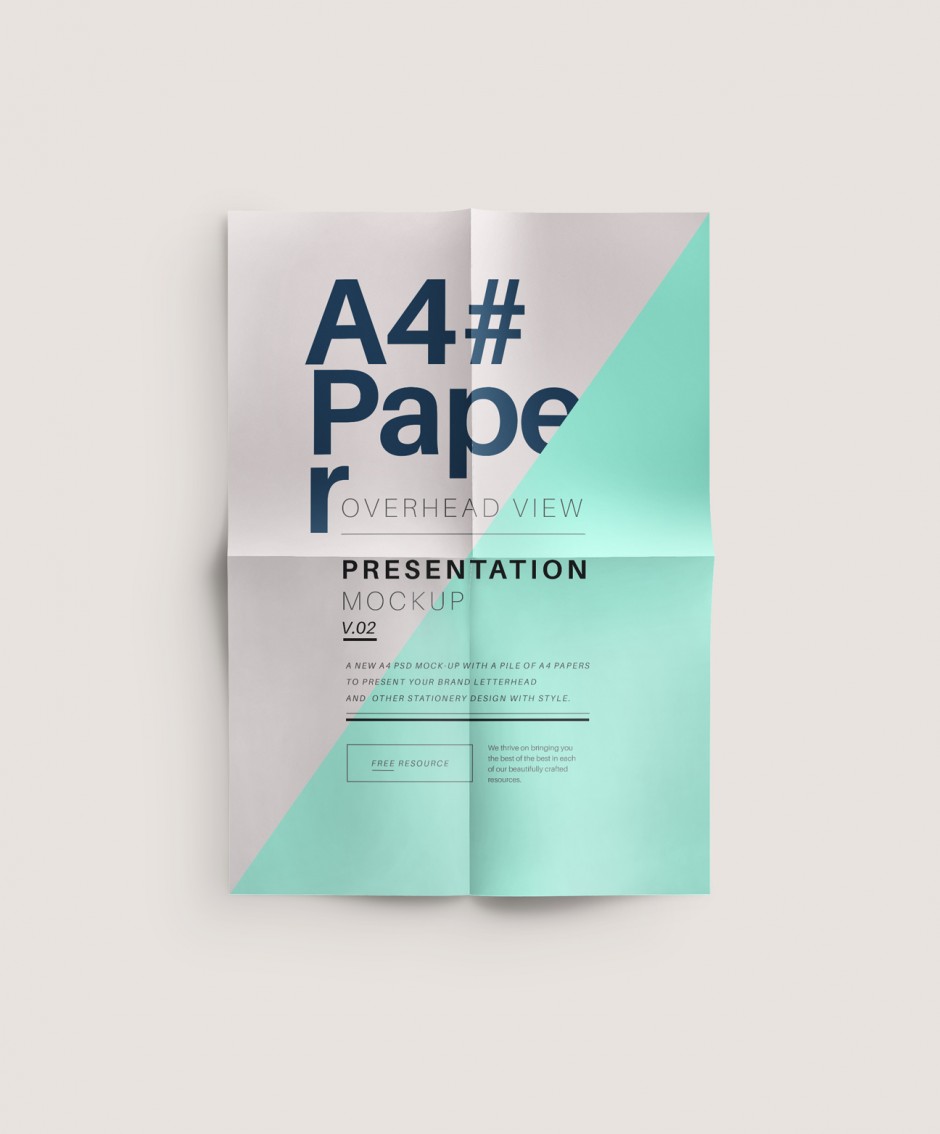 A4#
Pape
r
OVERHEAD VIEW
PRESENTATION
MOCKUP
V.02
A NEW A4 PSD MOCK-UP WITH A PILE OF A4 PAPERS
TO PRESENT YOUR BRAND LETTERHEAD
AND OTHER STATIONERY DESIGN WITH STYLE.
FREE RESOURCE
We thrive on bringing you
the best of the best in each
of our beautifully crafted
resources.